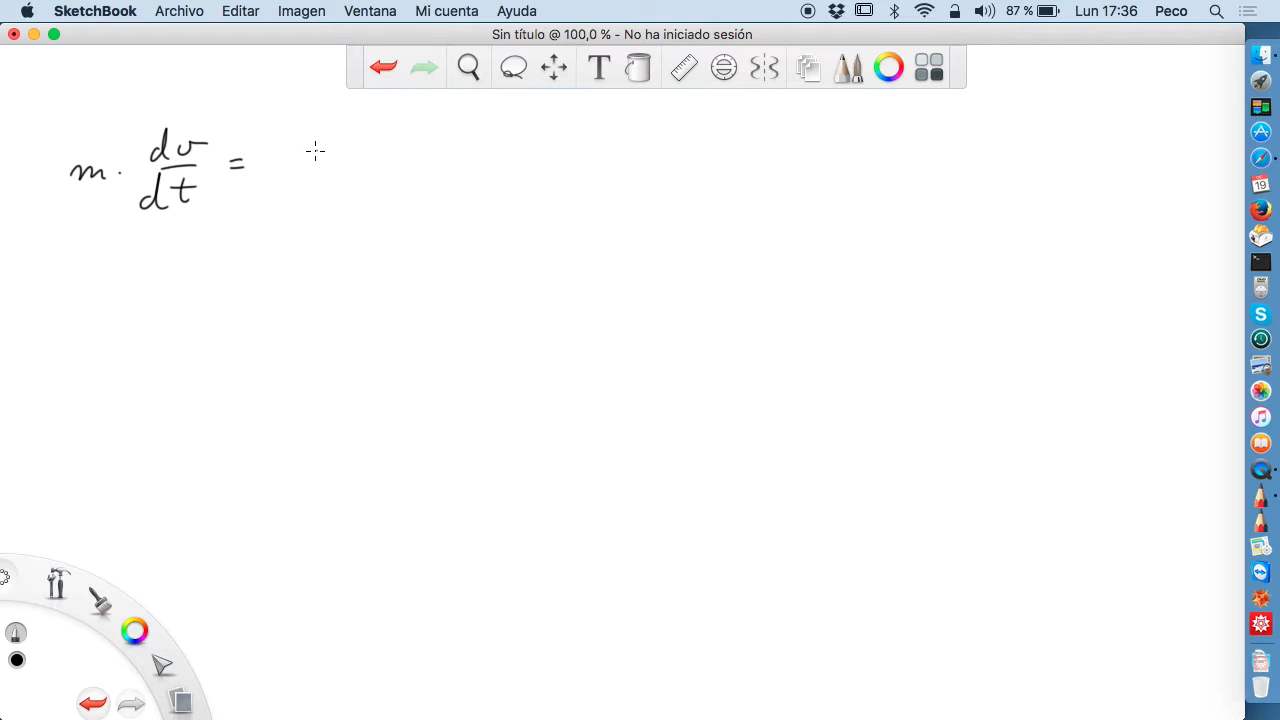 SketchBook Archivo Editar Imagen Ventana Mi cuenta Ayuda 87 % Lun 17:36 Peco
Sin título @ 100,0 % - No ha iniciado sesión
T
m · dv/dt =
19
S